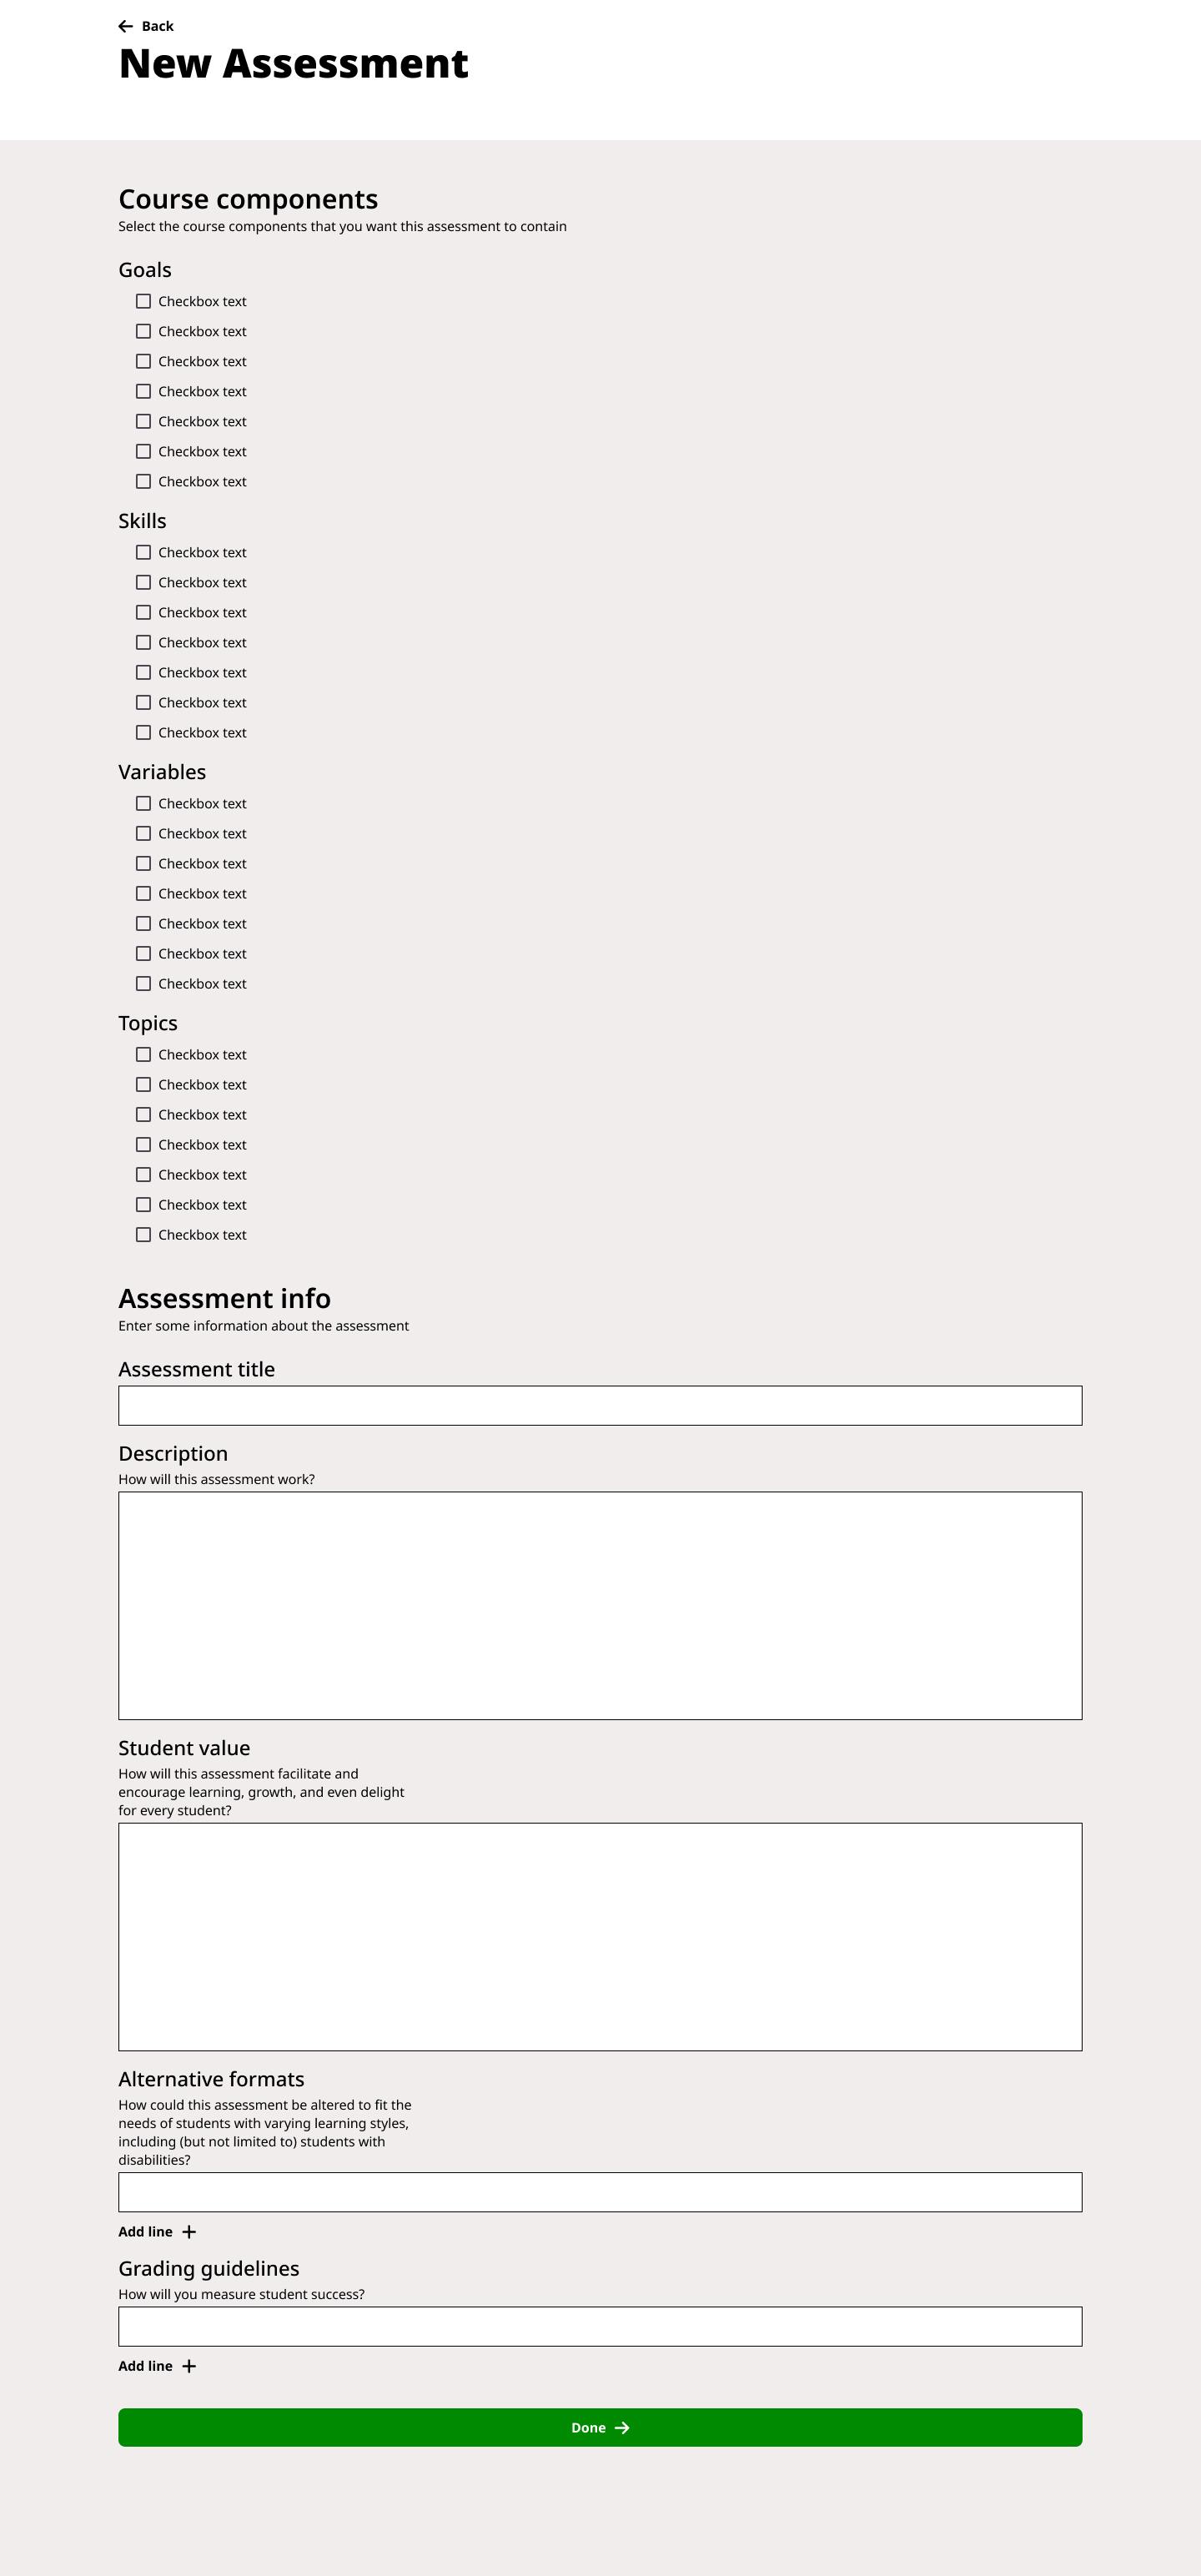 Back
New Assessment
Course components
Select the course components that you want this assessment to contain
Goals
Checkbox text
Checkbox text
Checkbox text
Checkbox text
Checkbox text
Checkbox text
Checkbox text
Skills
Checkbox text
Checkbox text
Checkbox text
Checkbox text
Checkbox text
Checkbox text
Checkbox text
Variables
Checkbox text
Checkbox text
Checkbox text
Checkbox text
Checkbox text
Checkbox text
Checkbox text
Topics
Checkbox text
Checkbox text
Checkbox text
Checkbox text
Checkbox text
Checkbox text
Checkbox text
Assessment info
Enter some information about the assessment
Assessment title
Description
How will this assessment work?
Student value
How will this assessment facilitate and
encourage learning, growth, and even delight
for every student?
Alternative formats
How could this assessment be altered to fit the
needs of students with varying learning styles,
including (but not limited to) students with
disabilities?
Add line
Grading guidelines
How will you measure student success?
Add line
Done